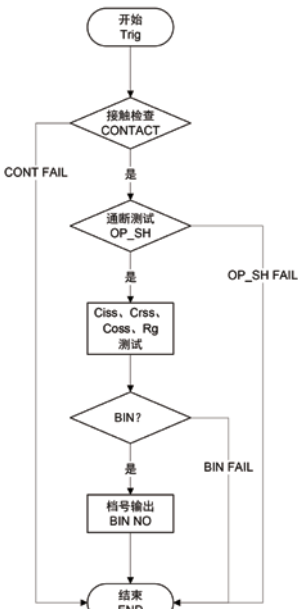 开始
Trig
接触检查
CONTACT
CONT FAIL
是
通断测试
OP_SH
是
OP_SH FAIL
Ciss、Crss、
Coss、Rg
测试
BIN?
是
BIN FAIL
档号输出
BIN NO
结束
END